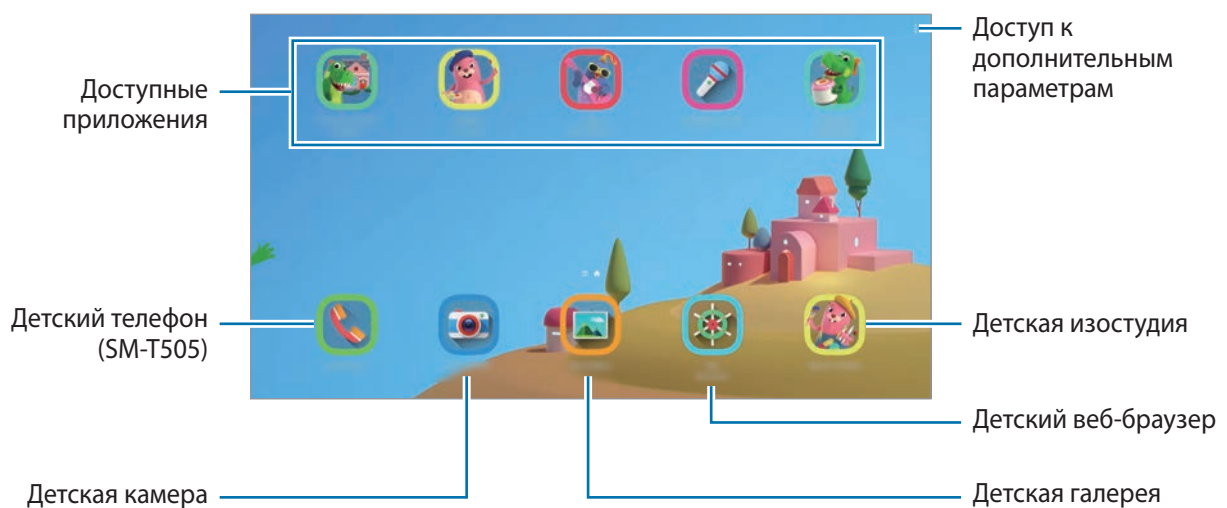 Доступ к
дополнительным
параметрам
Доступные
приложения
Детский телефон
(SM-T505)
Детская изостудия
Детский веб-браузер
Детская камера
Детская галерея